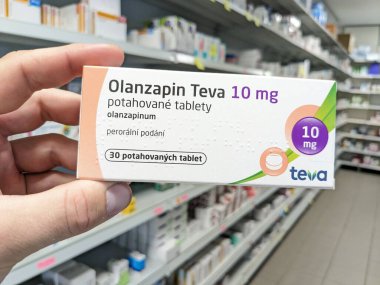 Olanzapin Teva 10 mg
potahované tablety
olanzapinum
perorální podání
30 potahovaných tablet
10
mg
teva